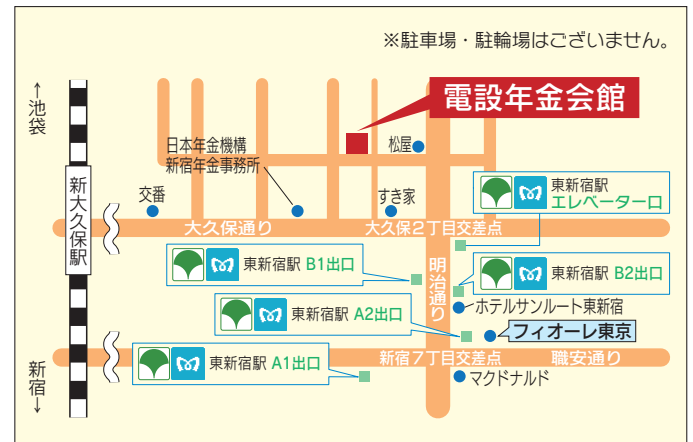 ※駐車場・駐輪場はございません。
↑池袋
電設年金会館
日本年金機構
新宿年金事務所
松屋
新大久保駅
交番
すき家
東新宿駅
エレベーター口
大久保通り
大久保2丁目交差点
東新宿駅 B1出口
明治通り
東新宿駅 B2出口
東新宿駅 A2出口
ホテルサンルート東新宿
フィオーレ東京
新宿7丁目交差点
職安通り
東新宿駅 A1出口
マクドナルド
新宿↓